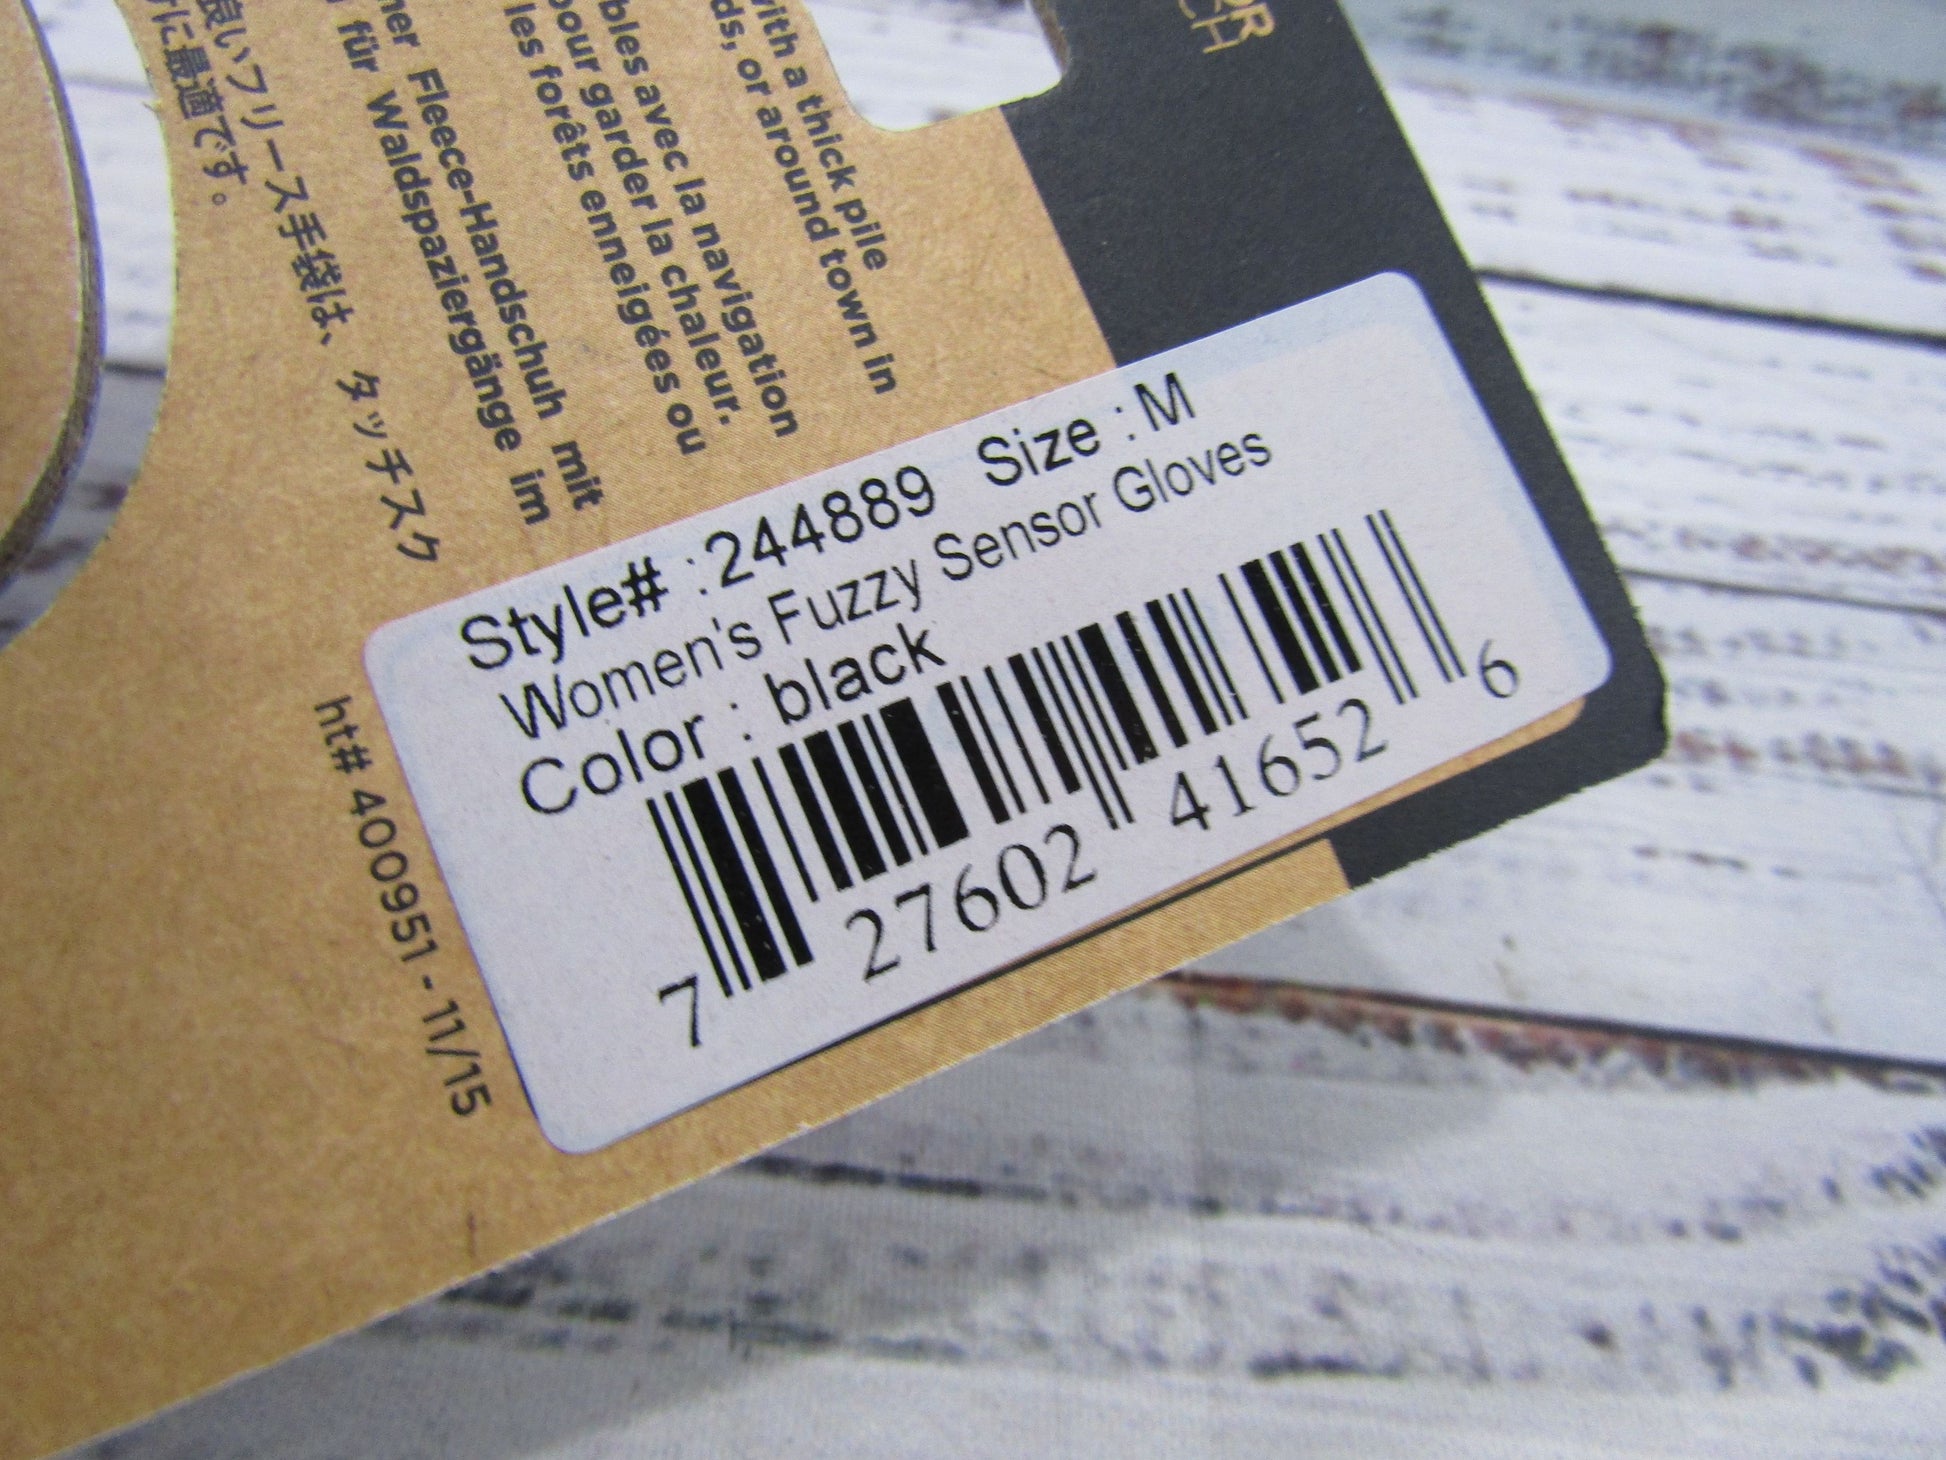 OR
CH
with a thick pile
ds, or around town in
bles avec la navigation
pour garder la chaleur.
les forêts enneigées ou
ner Fleece-Handschuh mit
für Waldspaziergänge im
良いフリース手袋は、タッチスク
に最適です。
Style# : 244889 Size : M
Women's Fuzzy Sensor Gloves
Color : black
7 27602 41652 6
ht# 400951 - 11/15